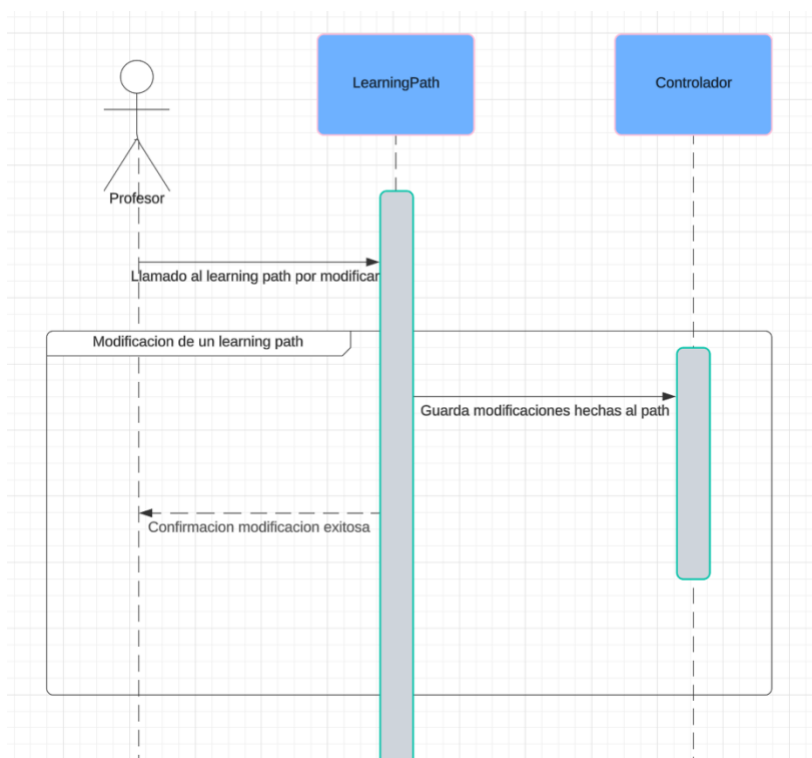 LearningPath
Controlador
Profesor
Llamado al learning path por modificar
Modificacion de un learning path
Guarda modificaciones hechas al path
Confirmacion modificacion exitosa